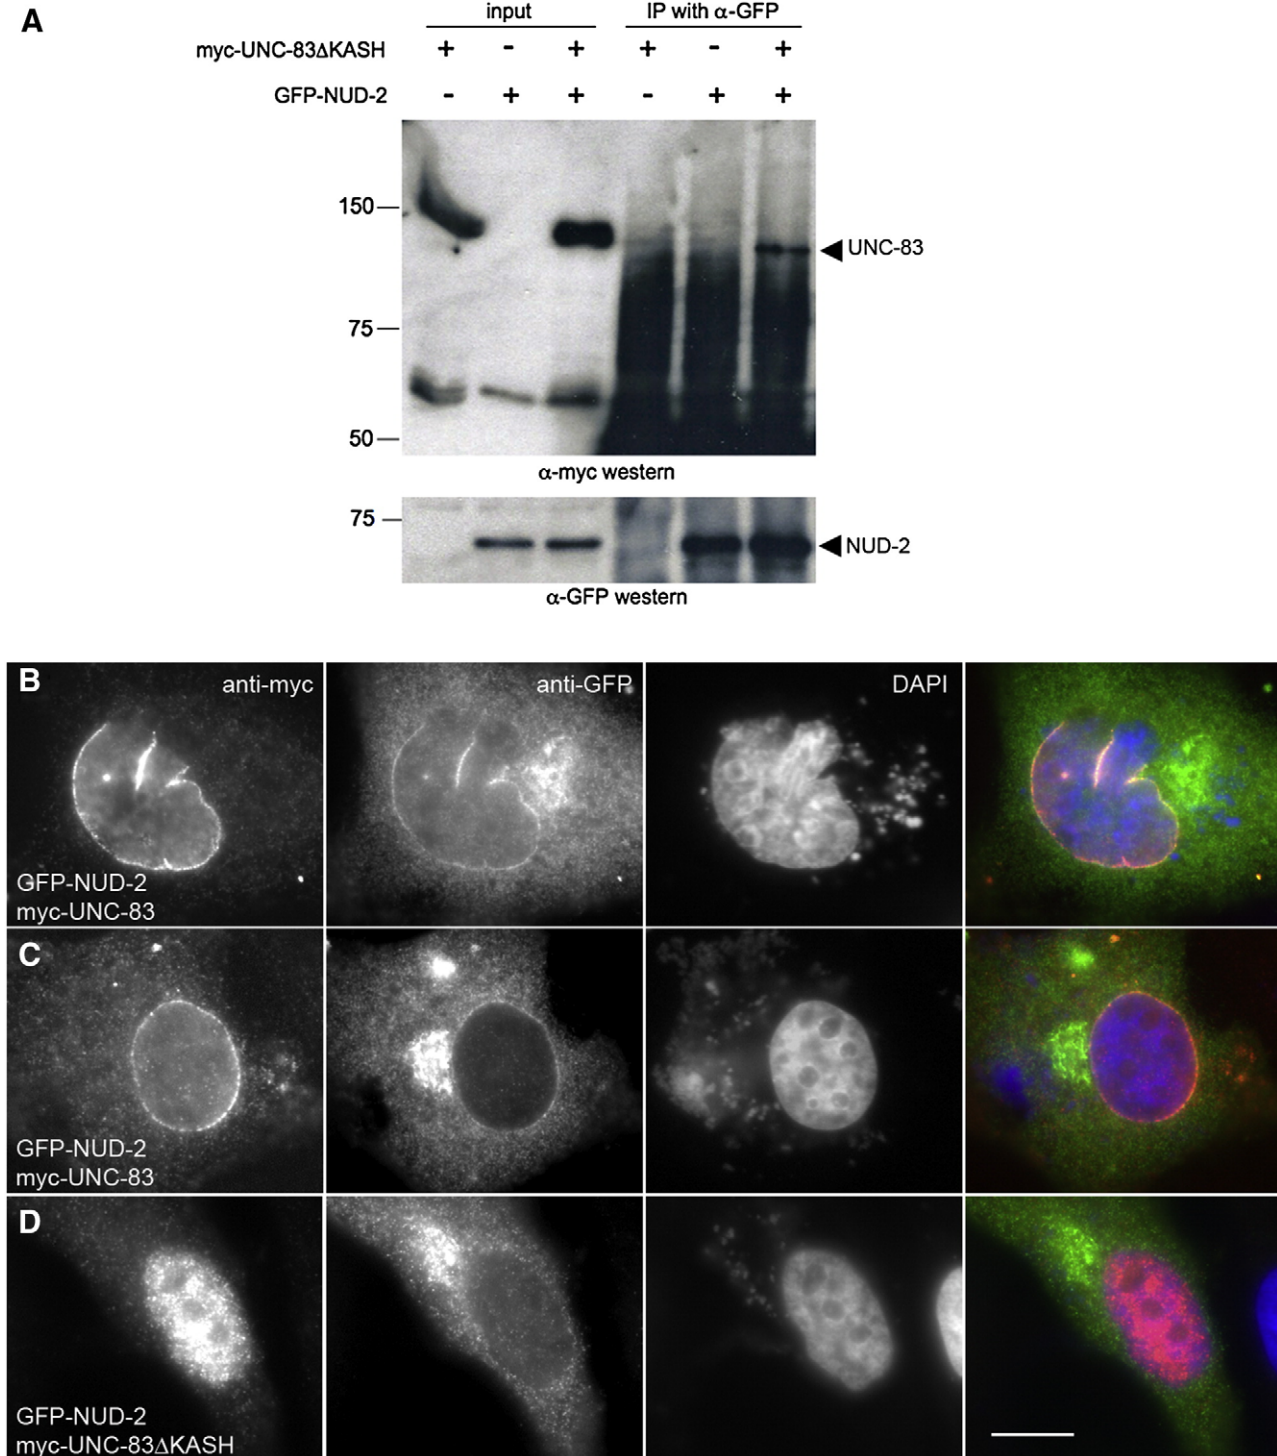 A
input IP with α-GFP
myc-UNC-83ΔKASH + - + + - +
GFP-NUD-2 - + + - + +
150
UNC-83
75
50
α-myc western
75
NUD-2
α-GFP western
B anti-myc anti-GFP DAPI
GFP-NUD-2
myc-UNC-83
C
GFP-NUD-2
myc-UNC-83
D
GFP-NUD-2
myc-UNC-83ΔKASH